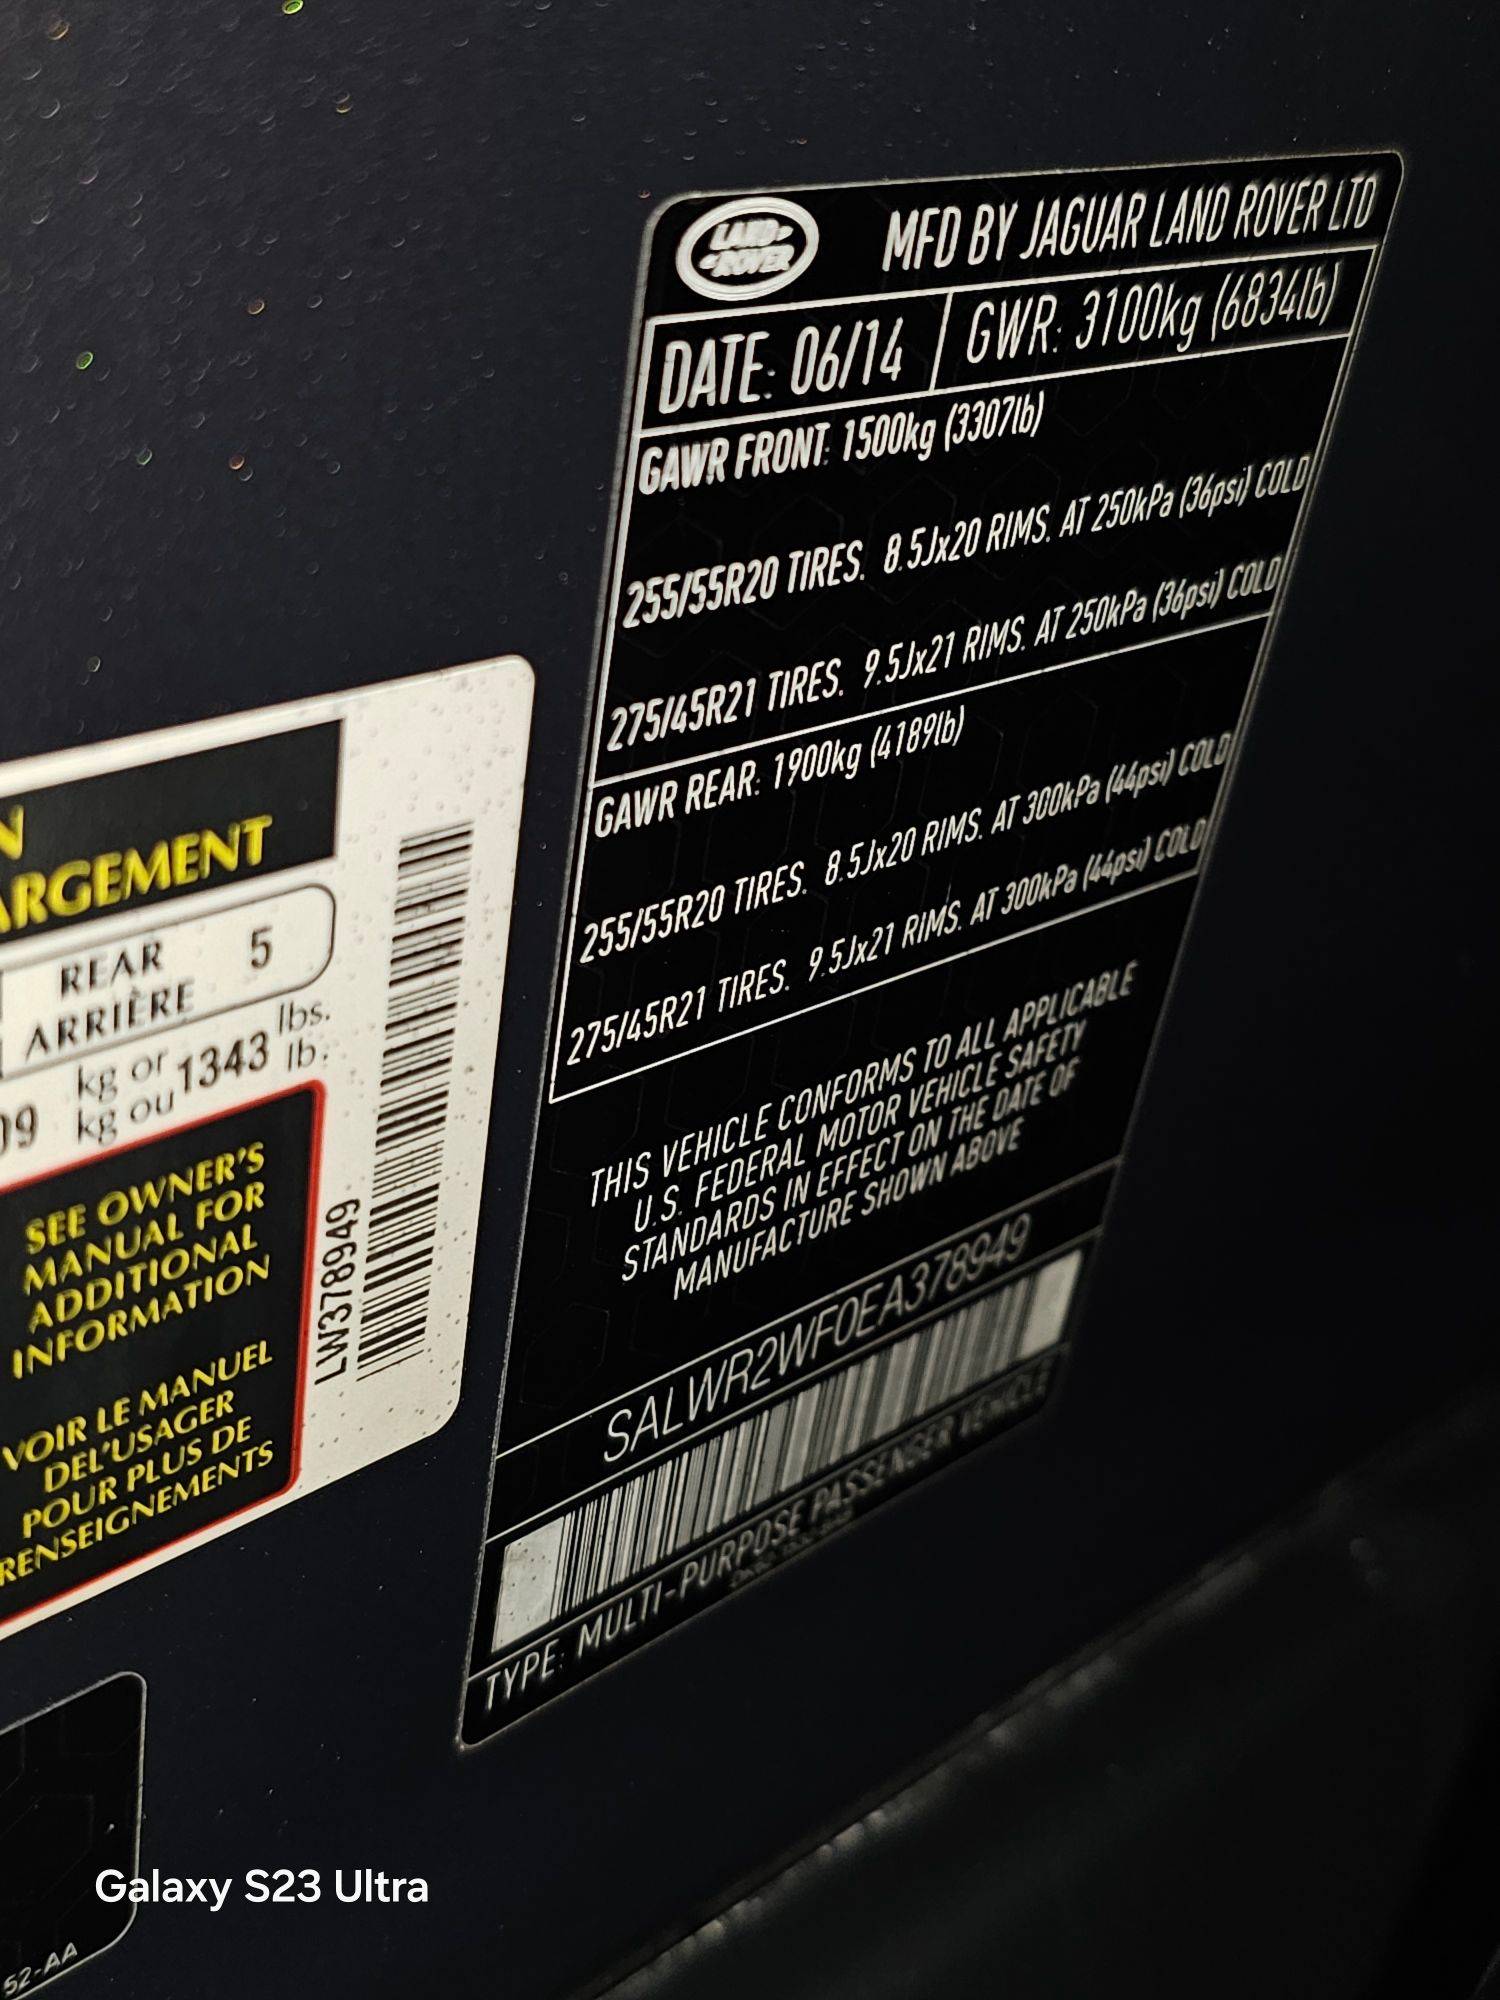 LAND-
-ROVER
MFD BY JAGUAR LAND ROVER LTD
DATE: 06/14
GWR: 3100kg (6834lb)
GAWR FRONT: 1500kg (3307lb)
255/55R20 TIRES. 8.5Jx20 RIMS. AT 250kPa (36psi) COLD
275/45R21 TIRES. 9.5Jx21 RIMS. AT 250kPa (36psi) COLD
GAWR REAR: 1900kg (4189lb)
255/55R20 TIRES. 8.5Jx20 RIMS. AT 300kPa (44psi) COLD
275/45R21 TIRES. 9.5Jx21 RIMS. AT 300kPa (44psi) COLD
THIS VEHICLE CONFORMS TO ALL APPLICABLE
U.S. FEDERAL MOTOR VEHICLE SAFETY
STANDARDS IN EFFECT ON THE DATE OF
MANUFACTURE SHOWN ABOVE
SALWR2WF0EA378949
TYPE: MULTI-PURPOSE PASSENGER VEHICLE
N
ARGEMENT
REAR 5
ARRIÈRE
09 kg or 1343 lbs.
kg ou lb.
SEE OWNER'S
MANUAL FOR
ADDITIONAL
INFORMATION
VOIR LE MANUEL
DEL'USAGER
POUR PLUS DE
RENSEIGNEMENTS
LW378949
52-AA
Galaxy S23 Ultra